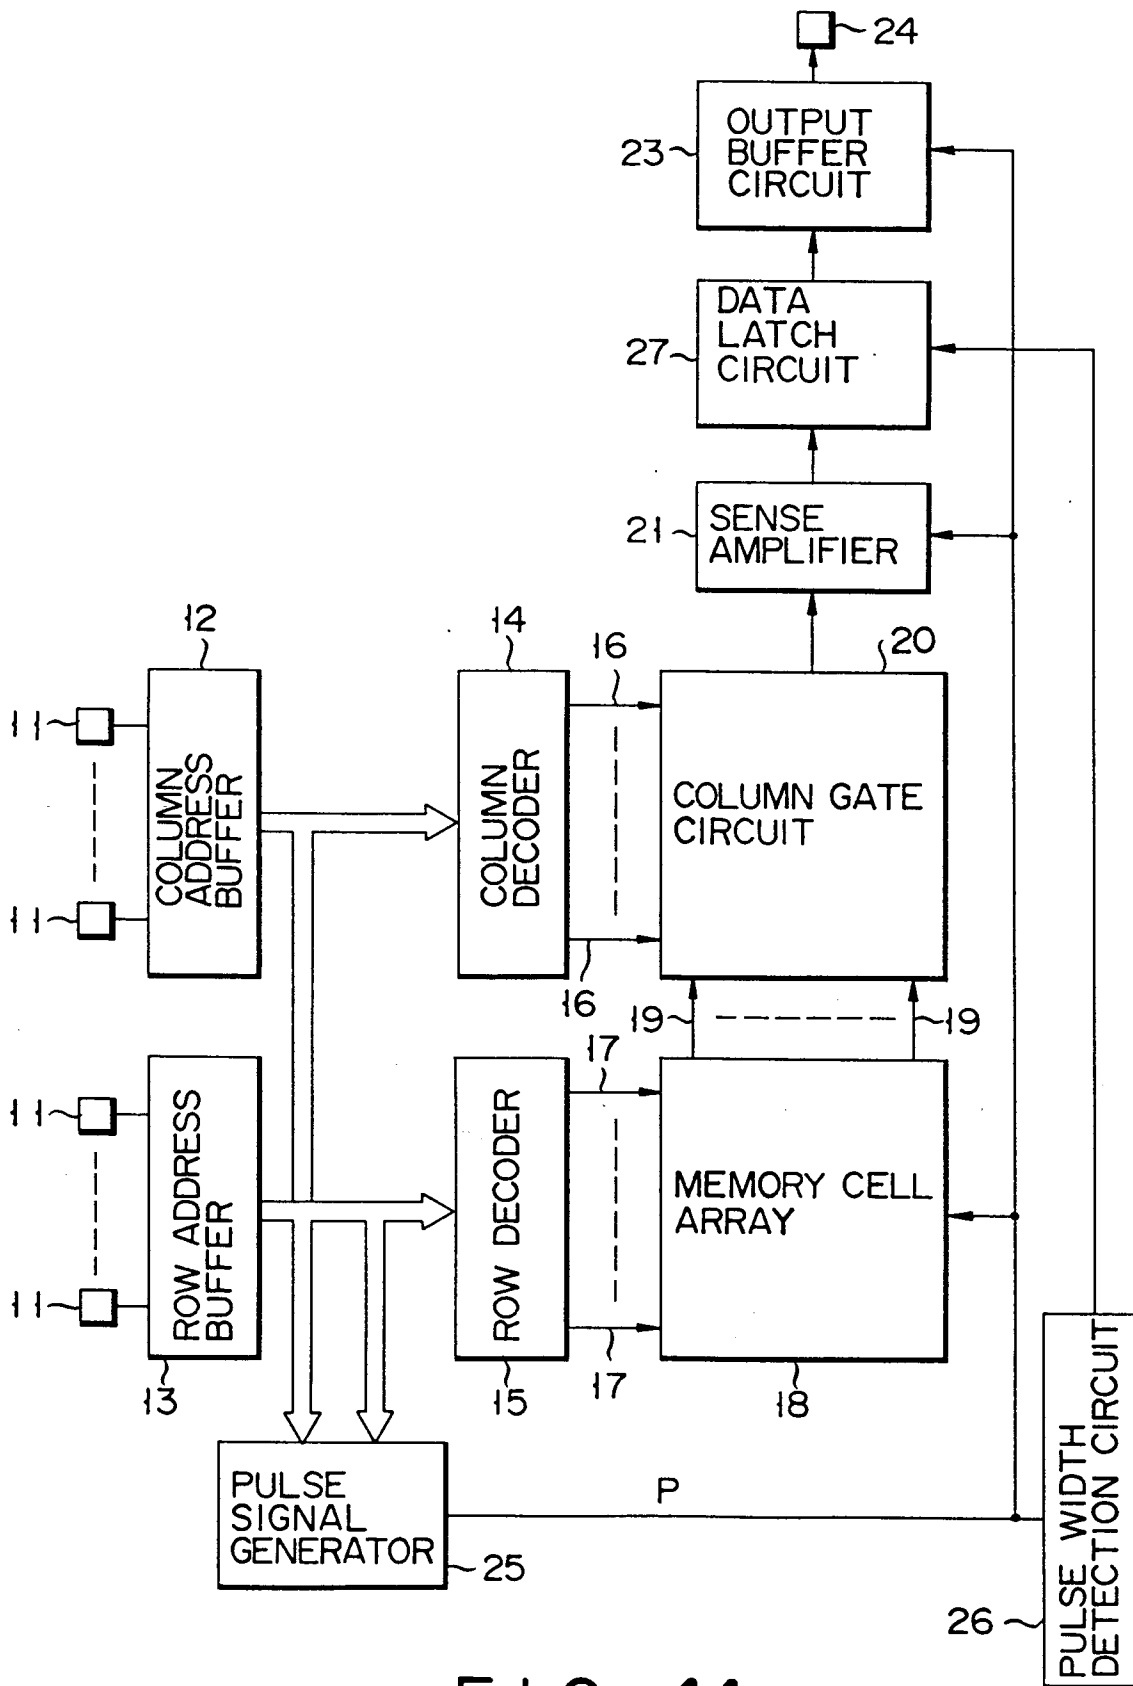 24
OUTPUT
BUFFER
CIRCUIT
23
DATA
LATCH
CIRCUIT
27
SENSE
AMPLIFIER
21
12
14
16
20
11
COLUMN
ADDRESS
BUFFER
COLUMN
DECODER
COLUMN GATE
CIRCUIT
11
16
19
19
17
11
ROW ADDRESS
BUFFER
ROW DECODER
MEMORY CELL
ARRAY
11
13
15
17
18
PULSE
SIGNAL
GENERATOR
25
P
PULSE WIDTH
DETECTION CIRCUIT
26